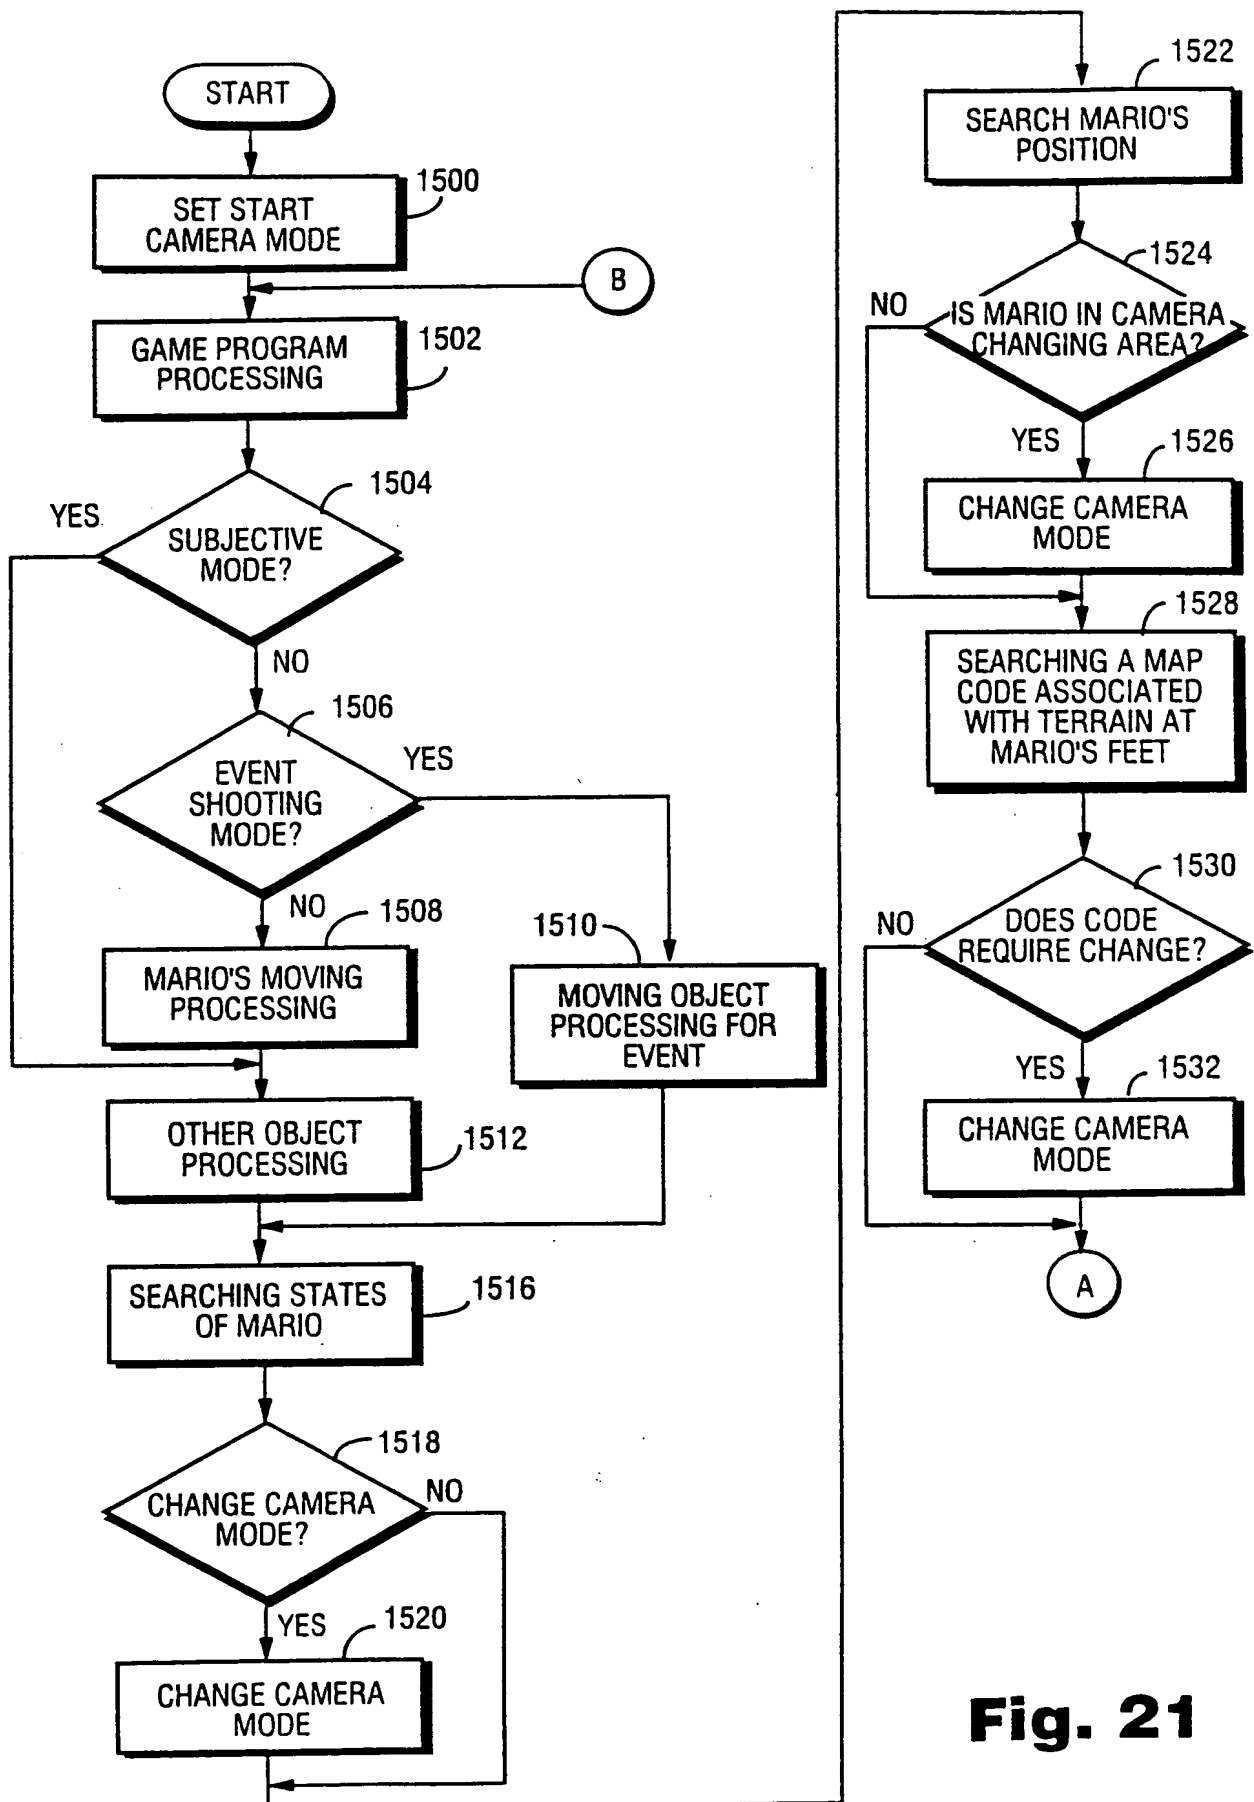 START
1500
SET START
CAMERA MODE
B
1502
GAME PROGRAM
PROCESSING
1504
YES
SUBJECTIVE
MODE?
NO
1506
YES
EVENT
SHOOTING
MODE?
NO
1508
MARIO'S MOVING
PROCESSING
1510
MOVING OBJECT
PROCESSING FOR
EVENT
OTHER OBJECT
PROCESSING
1512
SEARCHING STATES
OF MARIO
1516
1518
CHANGE CAMERA
MODE?
NO
YES
1520
CHANGE CAMERA
MODE
1522
SEARCH MARIO'S
POSITION
1524
NO
IS MARIO IN CAMERA
CHANGING AREA?
YES
1526
CHANGE CAMERA
MODE
1528
SEARCHING A MAP
CODE ASSOCIATED
WITH TERRAIN AT
MARIO'S FEET
1530
NO
DOES CODE
REQUIRE CHANGE?
YES
1532
CHANGE CAMERA
MODE
A
Fig. 21